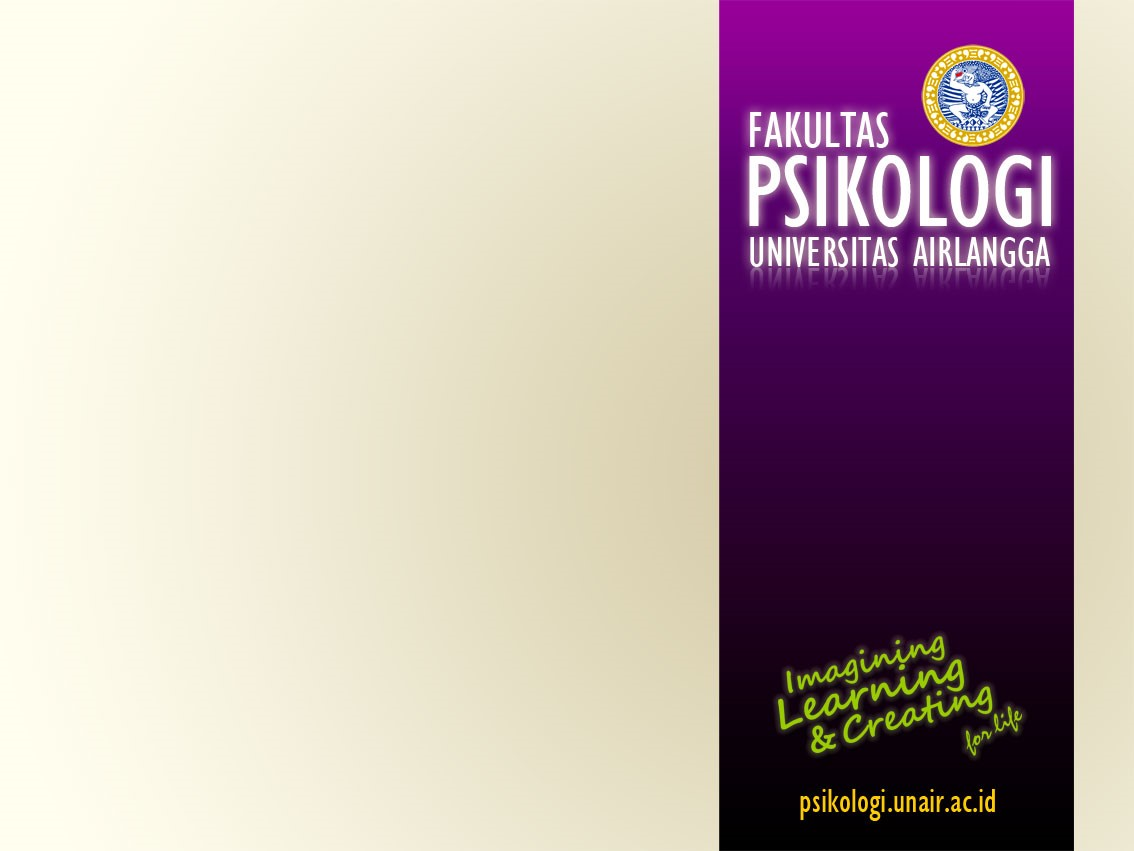 FAKULTAS
PSIKOLOGI
UNIVERSITAS AIRLANGGA
Imagining
Learning
& Creating
for life
psikologi.unair.ac.id